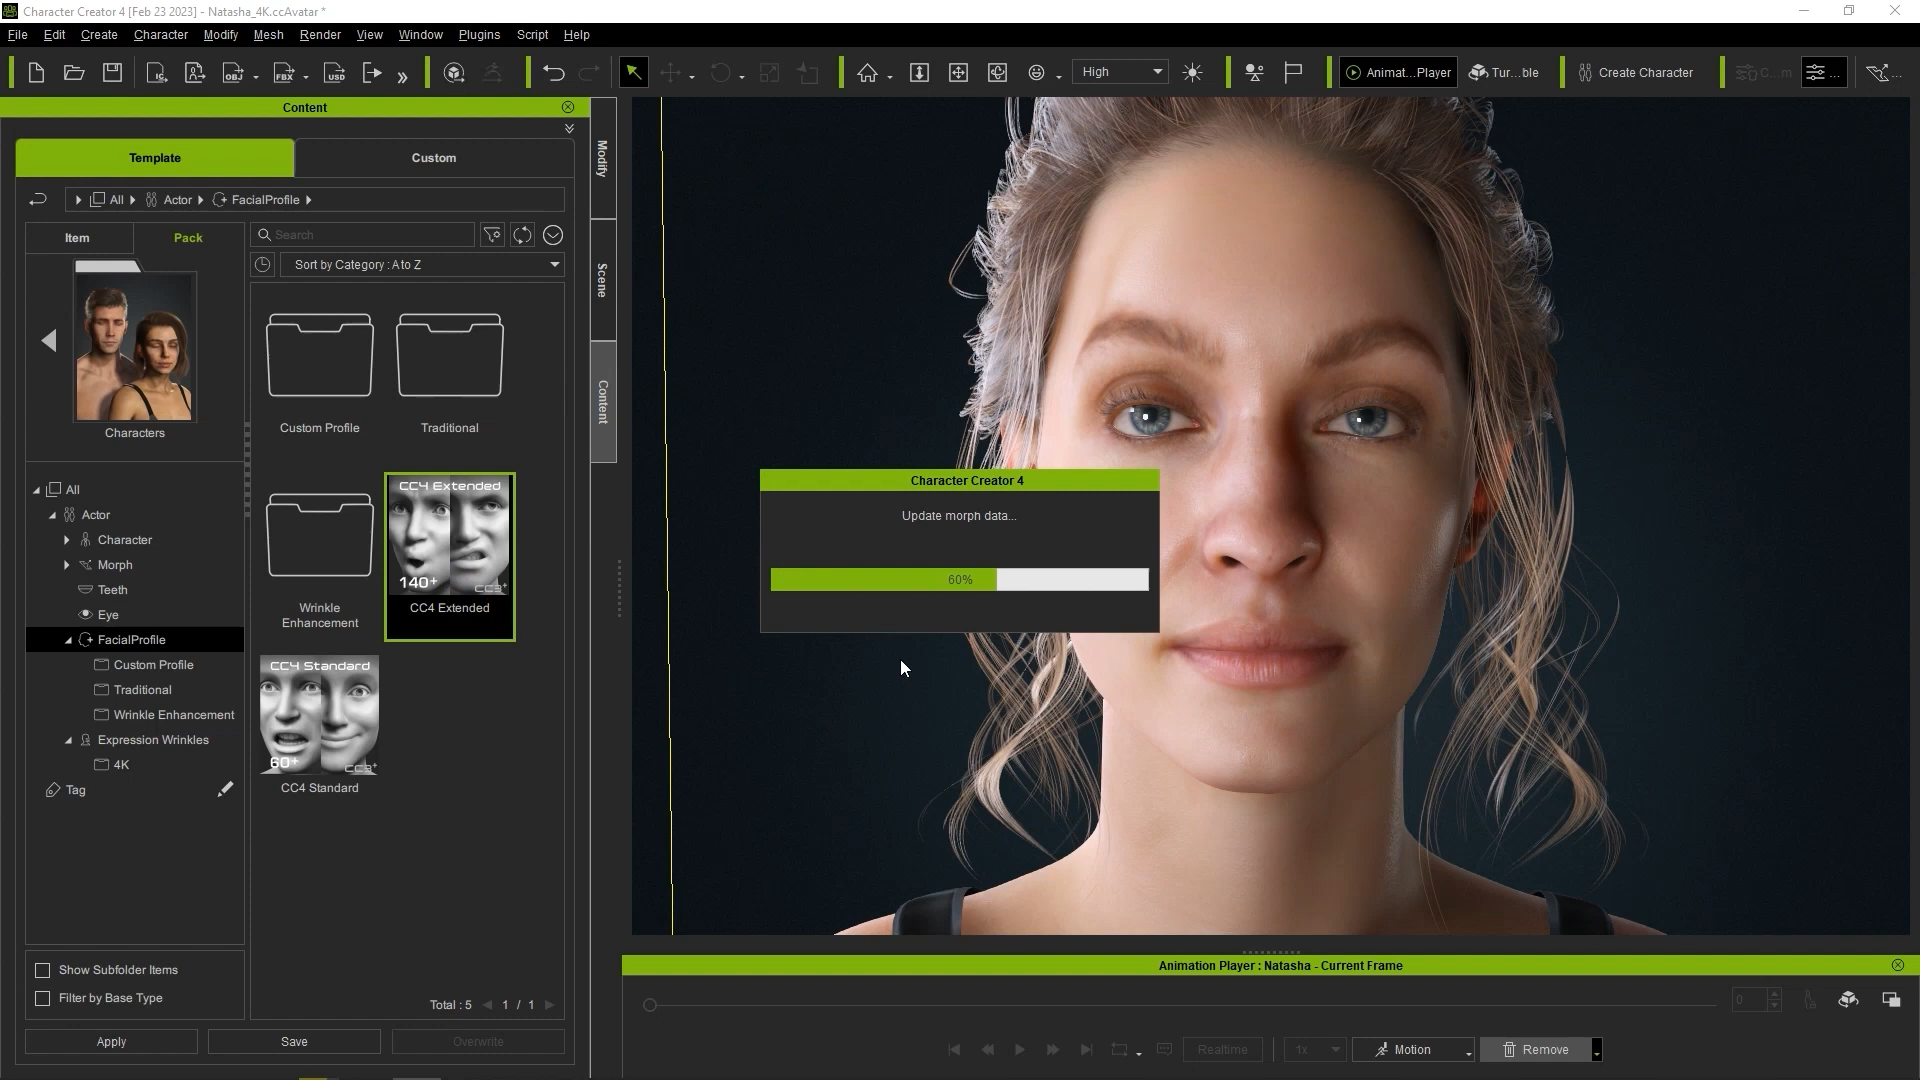 Character Creator 4 [Feb 23 2023] - Natasha_4K.ccAvatar *
File Edit Create Character Modify Mesh Render View Window Plugins Script Help
High
Animat...Player
Tur...ble
Create Character
Content
Template
Custom
All
Actor
FacialProfile
Item
Pack
Search
Sort by Category : A to Z
Characters
Custom Profile
Traditional
Wrinkle
Enhancement
CC4 Extended
140+
CC3+
CC4 Extended
CC4 Standard
60+
CC3+
CC4 Standard
All
Actor
Character
Morph
Teeth
Eye
FacialProfile
Custom Profile
Traditional
Wrinkle Enhancement
Expression Wrinkles
4K
Tag
Show Subfolder Items
Filter by Base Type
Total : 5
1 / 1
Apply
Save
Overwrite
Modify
Scene
Content
Character Creator 4
Update morph data...
60%
Animation Player : Natasha - Current Frame
0
Realtime
1x
Motion
Remove